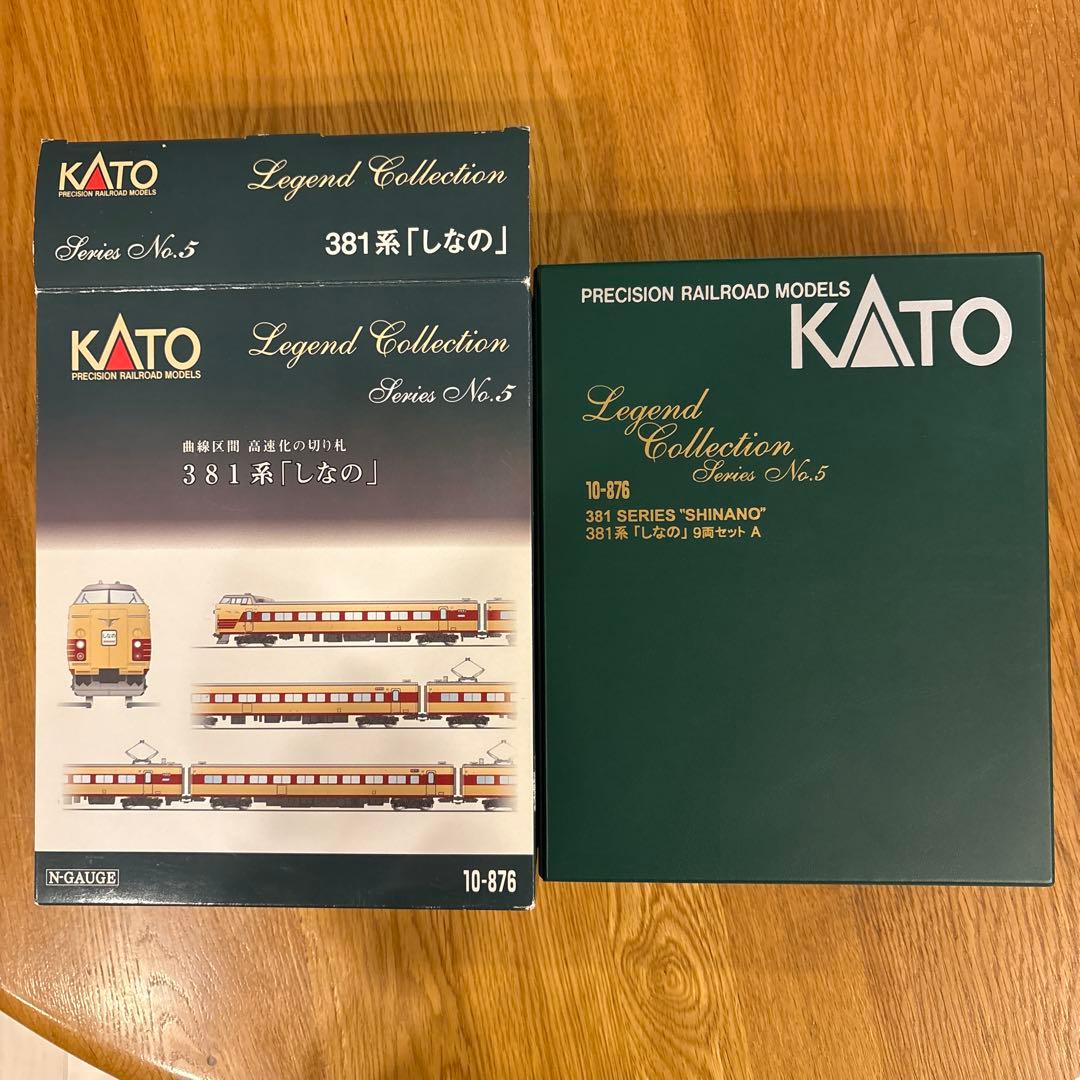 KATO
PRECISION RAILROAD MODELS
Legend Collection
Series No.5
381系「しなの」
KATO
PRECISION RAILROAD MODELS
Legend Collection
Series No.5
曲線区間 高速化の切り札
381系「しなの」
しなの
N-GAUGE
10-876
PRECISION RAILROAD MODELS
KATO
Legend
Collection
Series No.5
10-876
381 SERIES "SHINANO"
381系「しなの」9両セット A